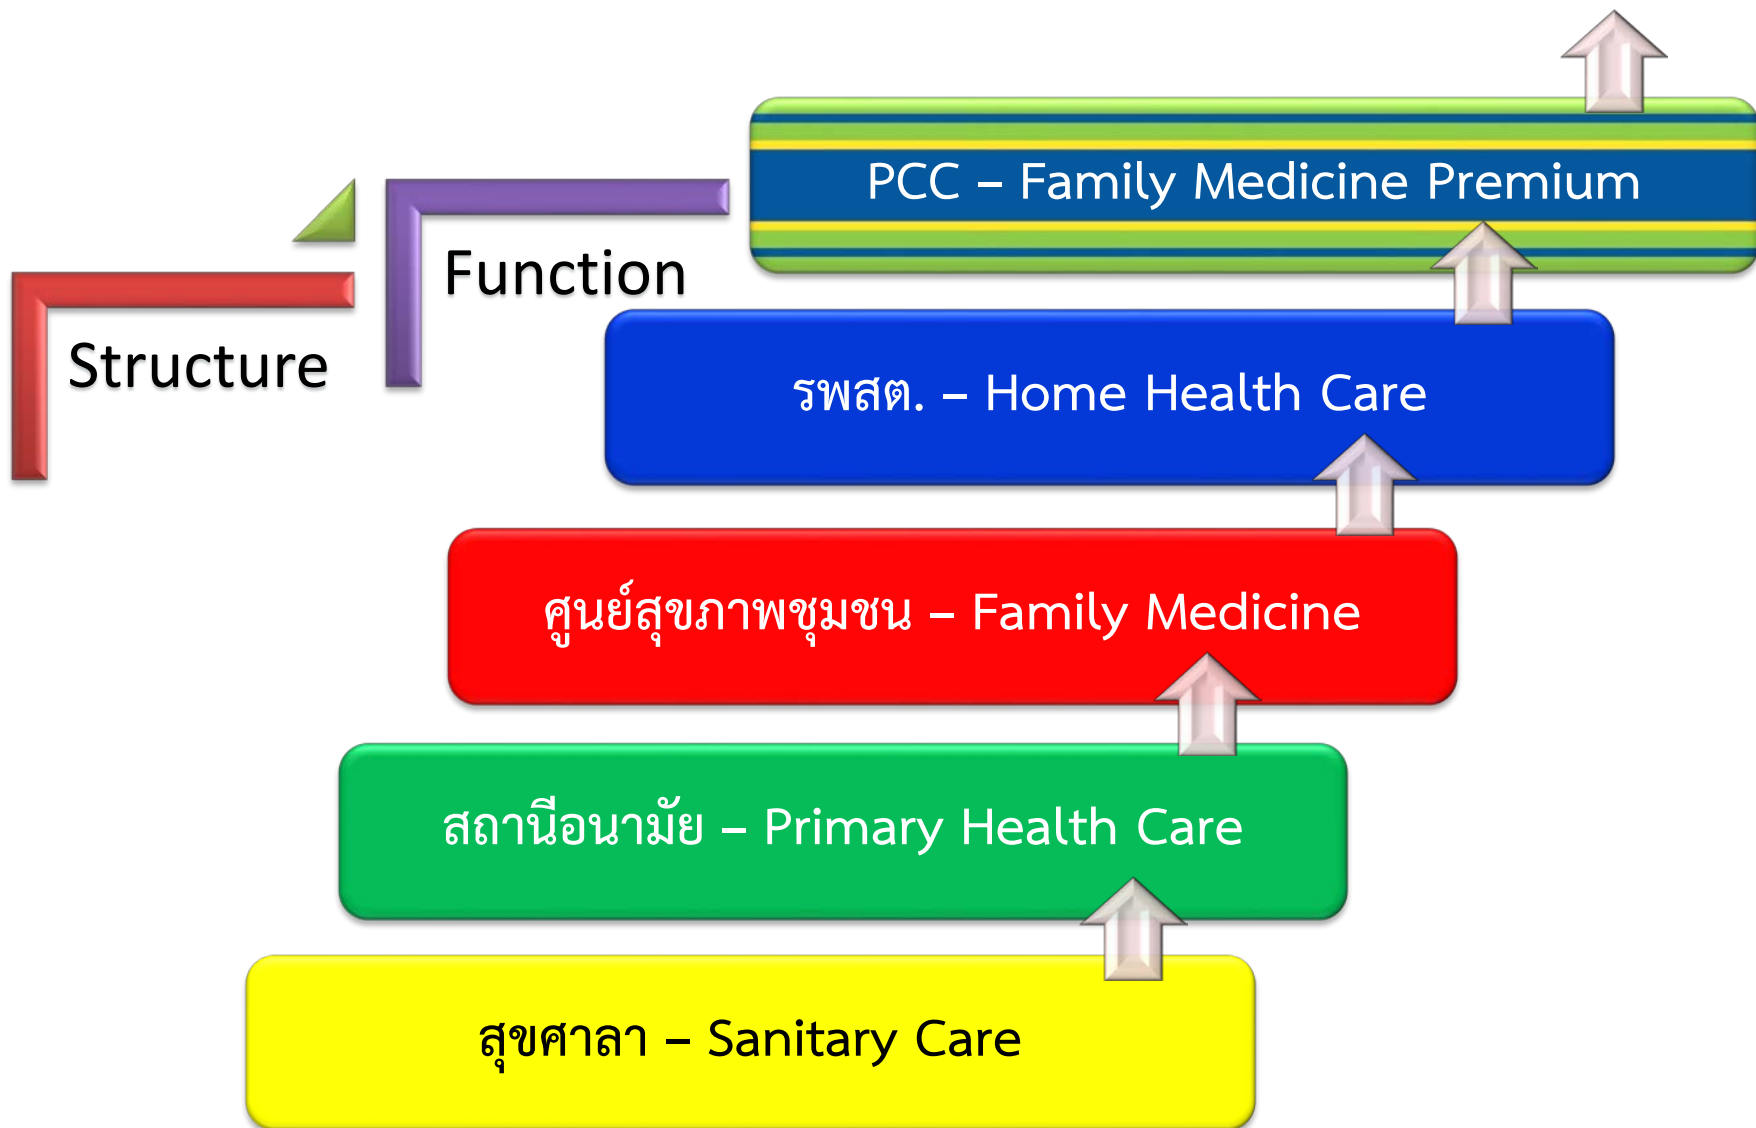 PCC – Family Medicine Premium
Function
Structure
รพสต. – Home Health Care
ศูนย์สุขภาพชุมชน – Family Medicine
สถานีอนามัย – Primary Health Care
สุขศาลา – Sanitary Care